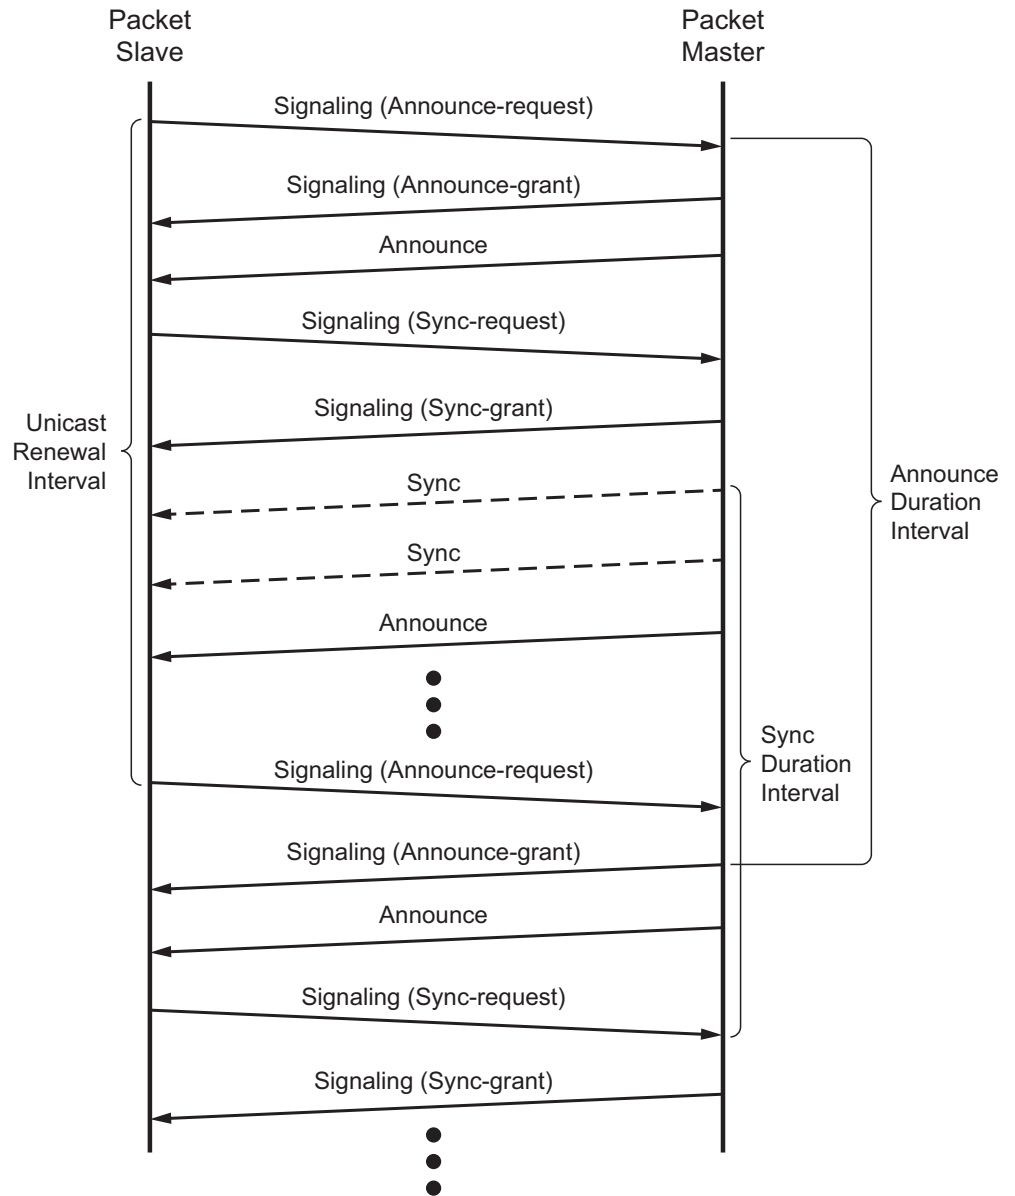 Packet
Slave
Packet
Master
Signaling (Announce-request)
Signaling (Announce-grant)
Announce
Signaling (Sync-request)
Signaling (Sync-grant)
Unicast
Renewal
Interval
Sync
Announce
Duration
Interval
Sync
Announce
Sync
Duration
Interval
Signaling (Announce-request)
Signaling (Announce-grant)
Announce
Signaling (Sync-request)
Signaling (Sync-grant)